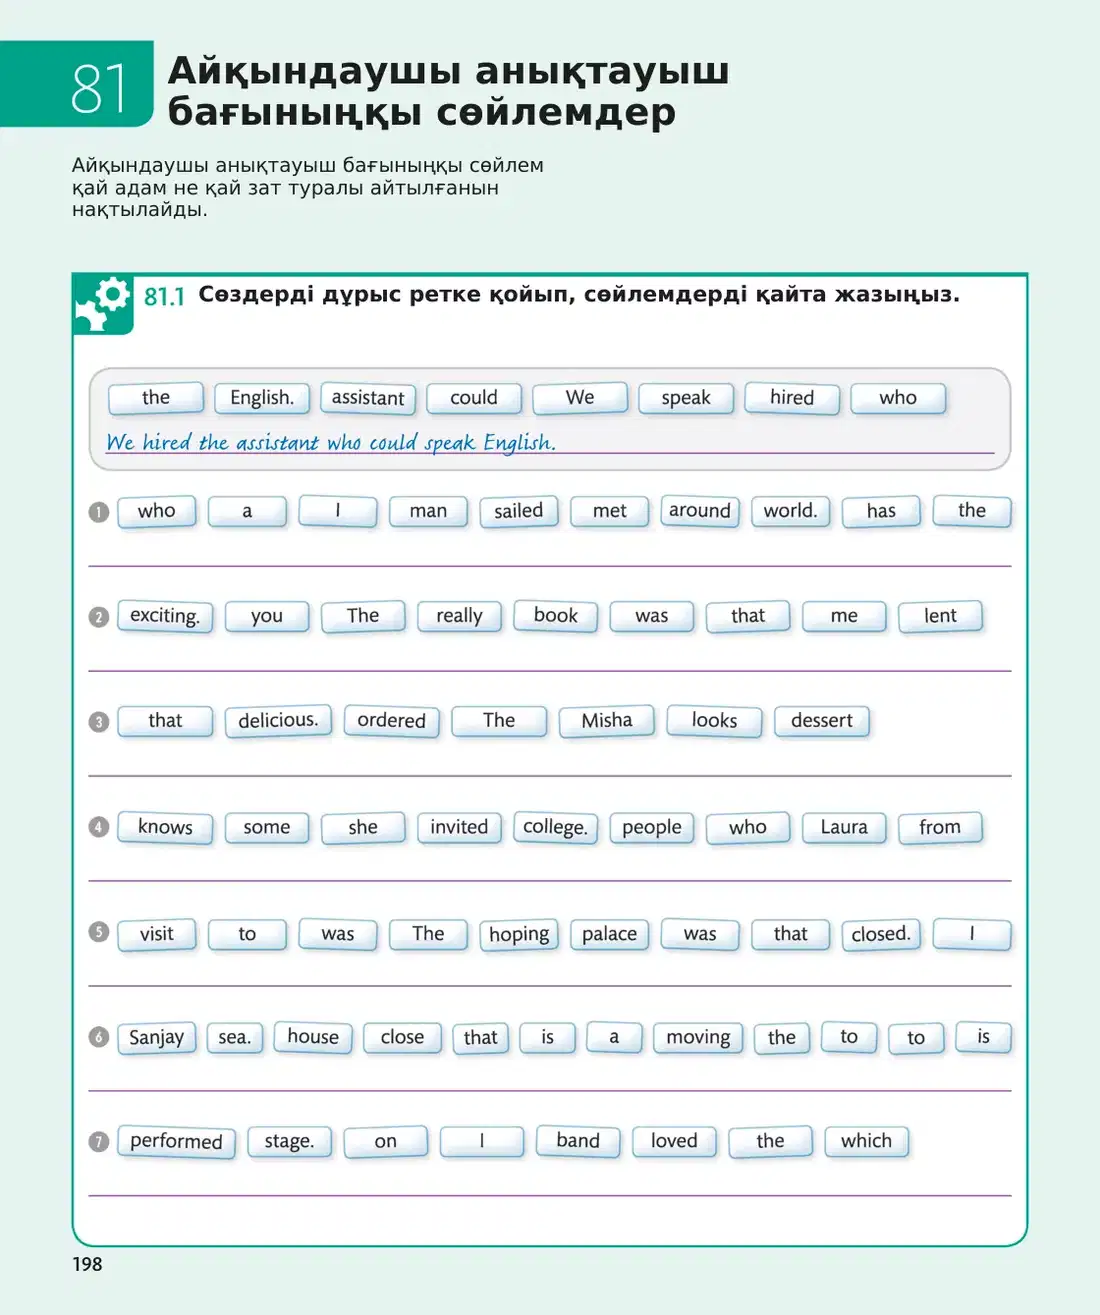 81
Айқындаушы анықтауыш
бағыныңқы сөйлемдер
Айқындаушы анықтауыш бағыныңқы сөйлем
қай адам не қай зат туралы айтылғанын
нақтылайды.
81.1 Сөздерді дұрыс ретке қойып, сөйлемдерді қайта жазыңыз.
the English. assistant could We speak hired who
We hired the assistant who could speak English.
1 who a I man sailed met around world. has the
2 exciting. you The really book was that me lent
3 that delicious. ordered The Misha looks dessert
4 knows some she invited college. people who Laura from
5 visit to was The hoping palace was that closed. I
6 Sanjay sea. house close that is a moving the to to is
7 performed stage. on I band loved the which
198